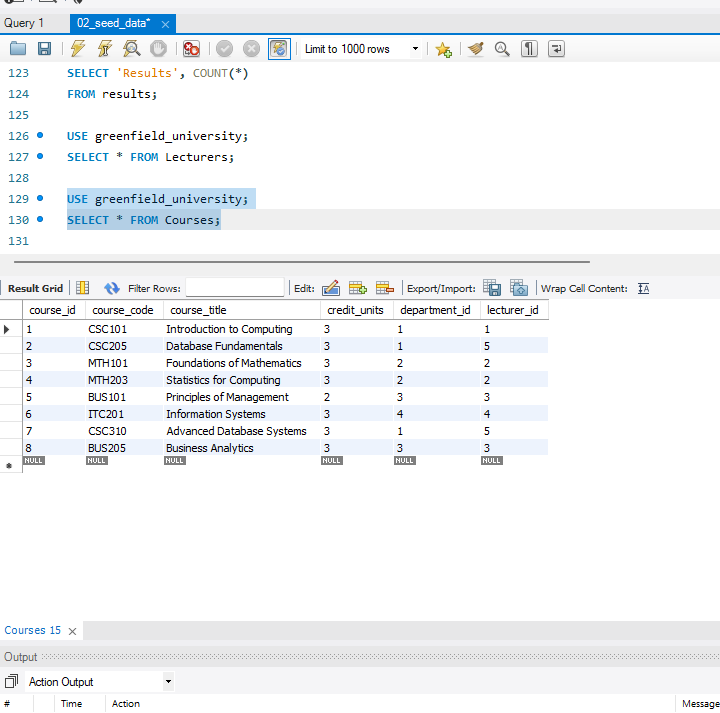 Query 1 02_seed_data*
Limit to 1000 rows
123 SELECT 'Results', COUNT(*)
124 FROM results;
125
126 USE greenfield_university;
127 SELECT * FROM Lecturers;
128
129 USE greenfield_university;
130 SELECT * FROM Courses;
131
Result Grid Filter Rows: Edit: Export/Import: Wrap Cell Content:
course_id course_code course_title credit_units department_id lecturer_id
1 CSC101 Introduction to Computing 3 1 1
2 CSC205 Database Fundamentals 3 1 5
3 MTH101 Foundations of Mathematics 3 2 2
4 MTH203 Statistics for Computing 3 2 2
5 BUS101 Principles of Management 2 3 3
6 ITC201 Information Systems 3 4 4
7 CSC310 Advanced Database Systems 3 1 5
8 BUS205 Business Analytics 3 3 3
NULL NULL NULL NULL NULL NULL
Courses 15
Output
Action Output
# Time Action Message